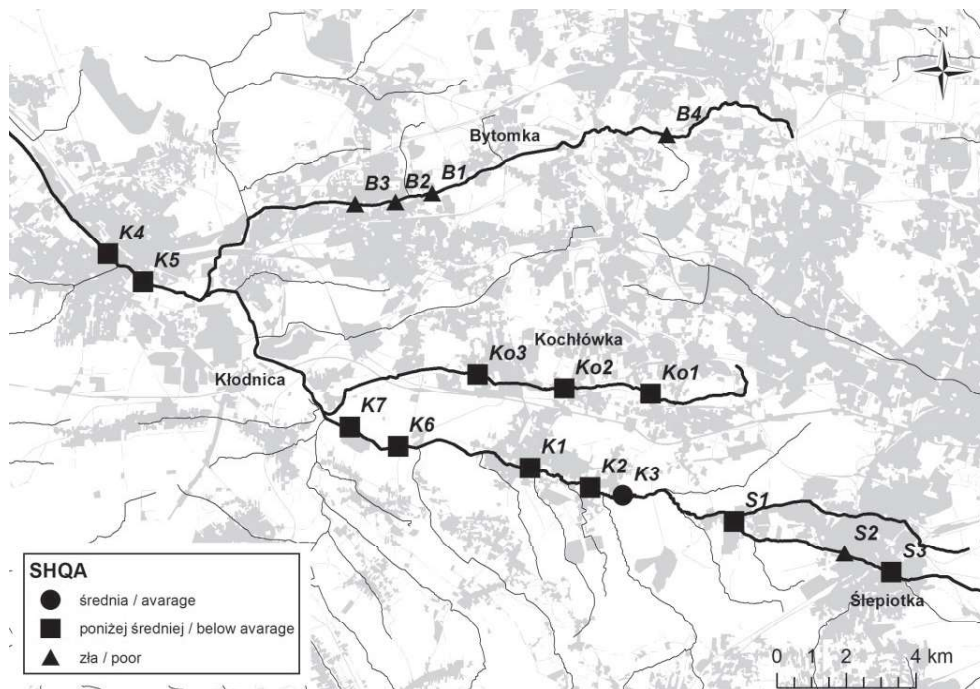 N
B4
Bytomka
B3
B2
B1
K4
K5
Kochłówka
Ko3
Ko2
Ko1
Kłodnica
K7
K6
K1
K2
K3
S1
S2
S3
Ślepiotka
SHQA
średnia / avarage
poniżej średniej / below avarage
zła / poor
0 2 4 km